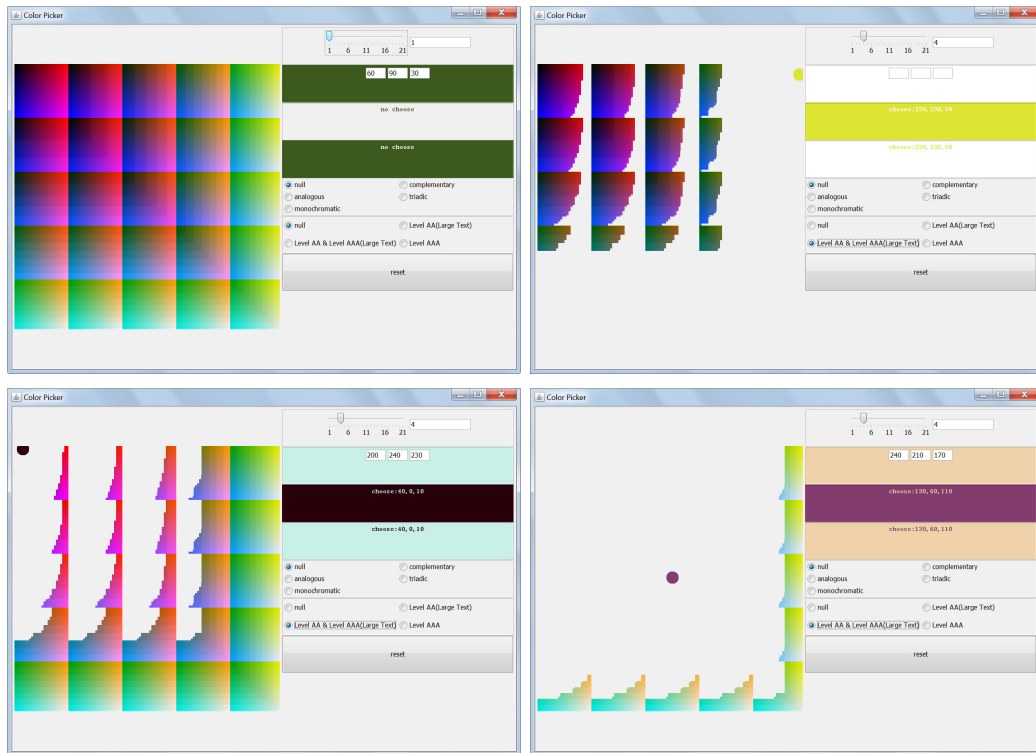 Color Picker
1
1 6 11 16 21
60 90 30
no choose
no choose
null complementary
analogous triadic
monochromatic
null Level AA(Large Text)
Level AA & Level AAA(Large Text) Level AAA
reset
Color Picker
4
1 6 11 16 21
choose:220,230,50
choose:220,230,50
null complementary
analogous triadic
monochromatic
null Level AA(Large Text)
Level AA & Level AAA(Large Text) Level AAA
reset
Color Picker
4
1 6 11 16 21
200 240 230
choose:40,0,10
choose:40,0,10
null complementary
analogous triadic
monochromatic
null Level AA(Large Text)
Level AA & Level AAA(Large Text) Level AAA
reset
Color Picker
4
1 6 11 16 21
240 210 170
choose:130,60,110
choose:130,60,110
null complementary
analogous triadic
monochromatic
null Level AA(Large Text)
Level AA & Level AAA(Large Text) Level AAA
reset